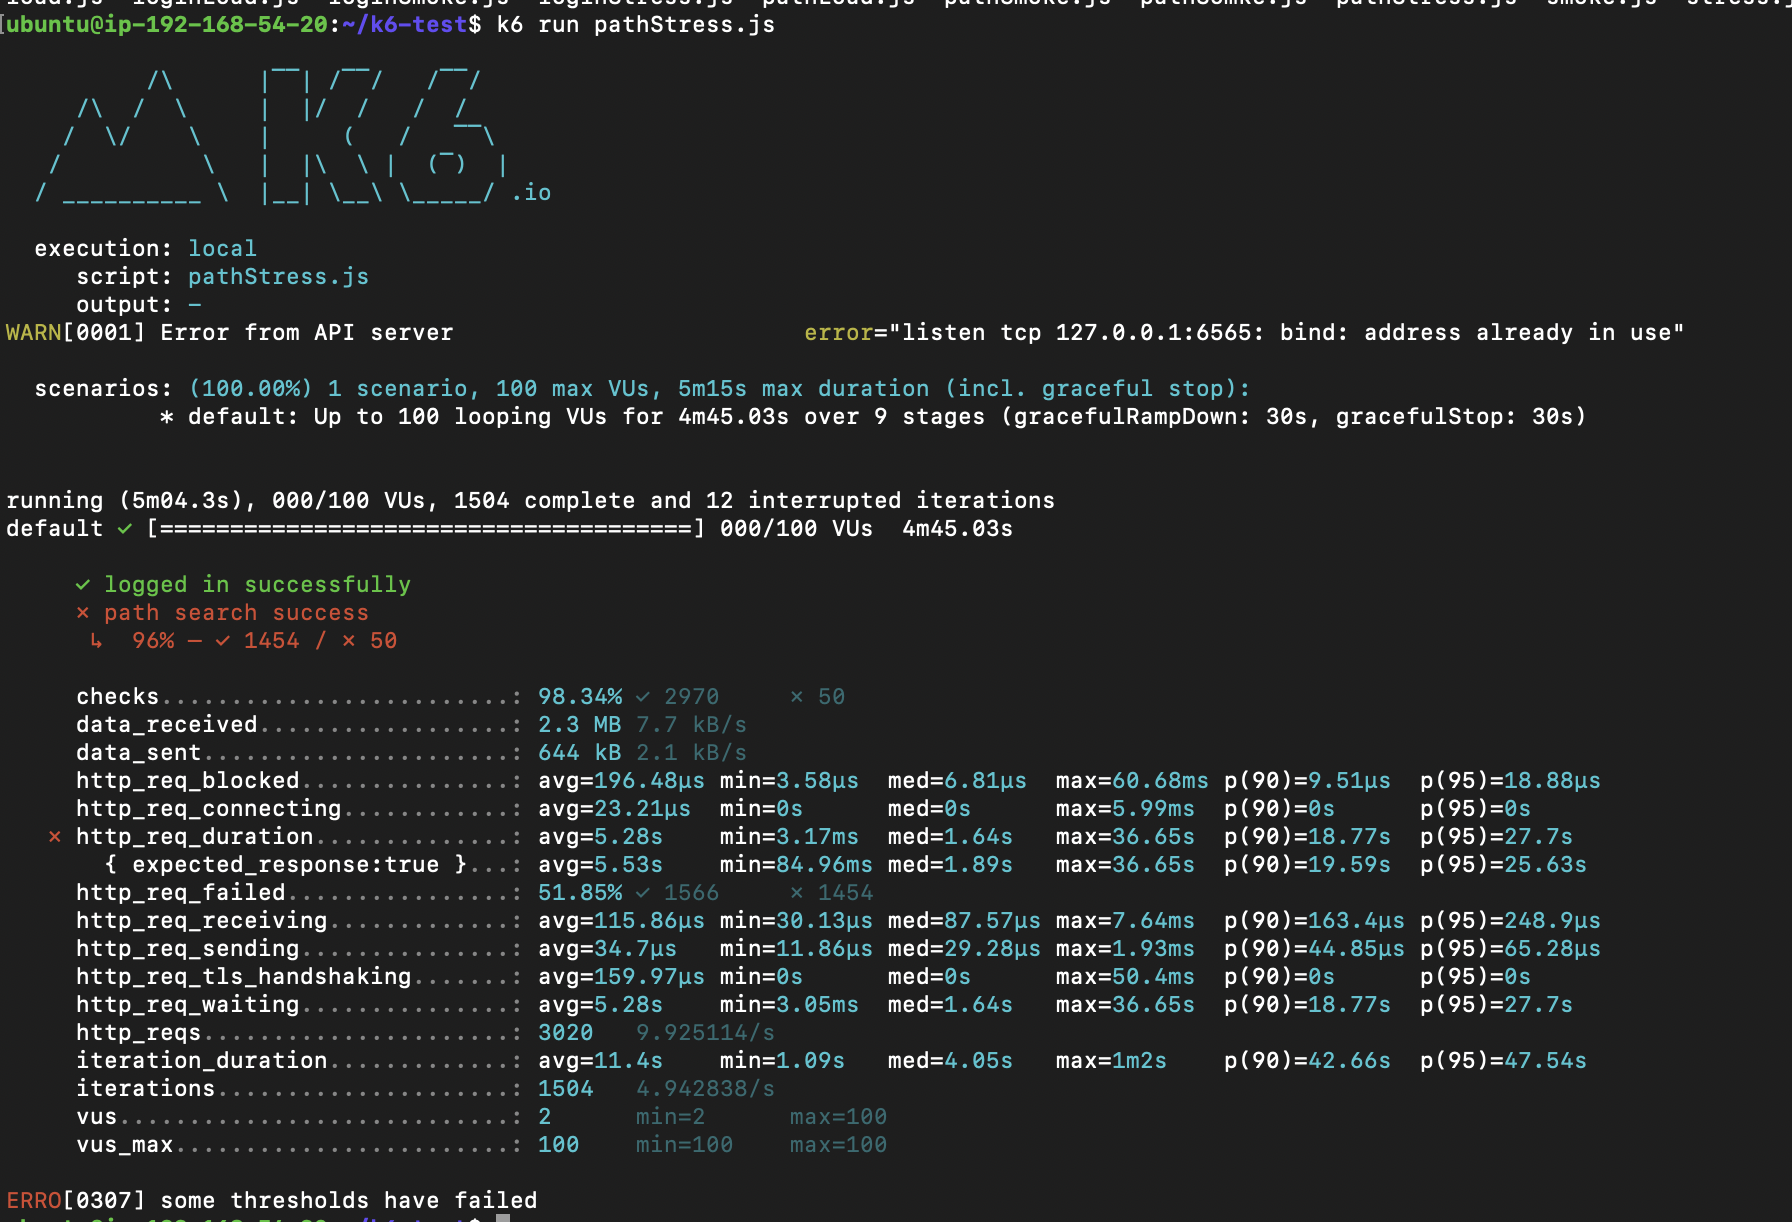 ubuntu@ip-192-168-54-20:~/k6-test$ k6 run pathStress.js
.io
execution: local
script: pathStress.js
output: -
WARN[0001] Error from API server error="listen tcp 127.0.0.1:6565: bind: address already in use"
scenarios: (100.00%) 1 scenario, 100 max VUs, 5m15s max duration (incl. graceful stop):
* default: Up to 100 looping VUs for 4m45.03s over 9 stages (gracefulRampDown: 30s, gracefulStop: 30s)
running (5m04.3s), 000/100 VUs, 1504 complete and 12 interrupted iterations
default ✓ [======================================] 000/100 VUs 4m45.03s
✓ logged in successfully
✗ path search success
↳ 96% — ✓ 1454 / ✗ 50
checks.........................: 98.34% ✓ 2970 ✗ 50
data_received..................: 2.3 MB 7.7 kB/s
data_sent......................: 644 kB 2.1 kB/s
http_req_blocked...............: avg=196.48µs min=3.58µs med=6.81µs max=60.68ms p(90)=9.51µs p(95)=18.88µs
http_req_connecting............: avg=23.21µs min=0s med=0s max=5.99ms p(90)=0s p(95)=0s
✗ http_req_duration..............: avg=5.28s min=3.17ms med=1.64s max=36.65s p(90)=18.77s p(95)=27.7s
{ expected_response:true }...: avg=5.53s min=84.96ms med=1.89s max=36.65s p(90)=19.59s p(95)=25.63s
http_req_failed................: 51.85% ✓ 1566 ✗ 1454
http_req_receiving.............: avg=115.86µs min=30.13µs med=87.57µs max=7.64ms p(90)=163.4µs p(95)=248.9µs
http_req_sending...............: avg=34.7µs min=11.86µs med=29.28µs max=1.93ms p(90)=44.85µs p(95)=65.28µs
http_req_tls_handshaking.......: avg=159.97µs min=0s med=0s max=50.4ms p(90)=0s p(95)=0s
http_req_waiting...............: avg=5.28s min=3.05ms med=1.64s max=36.65s p(90)=18.77s p(95)=27.7s
http_reqs......................: 3020 9.925114/s
iteration_duration.............: avg=11.4s min=1.09s med=4.05s max=1m2s p(90)=42.66s p(95)=47.54s
iterations.....................: 1504 4.942838/s
vus............................: 2 min=2 max=100
vus_max........................: 100 min=100 max=100
ERRO[0307] some thresholds have failed